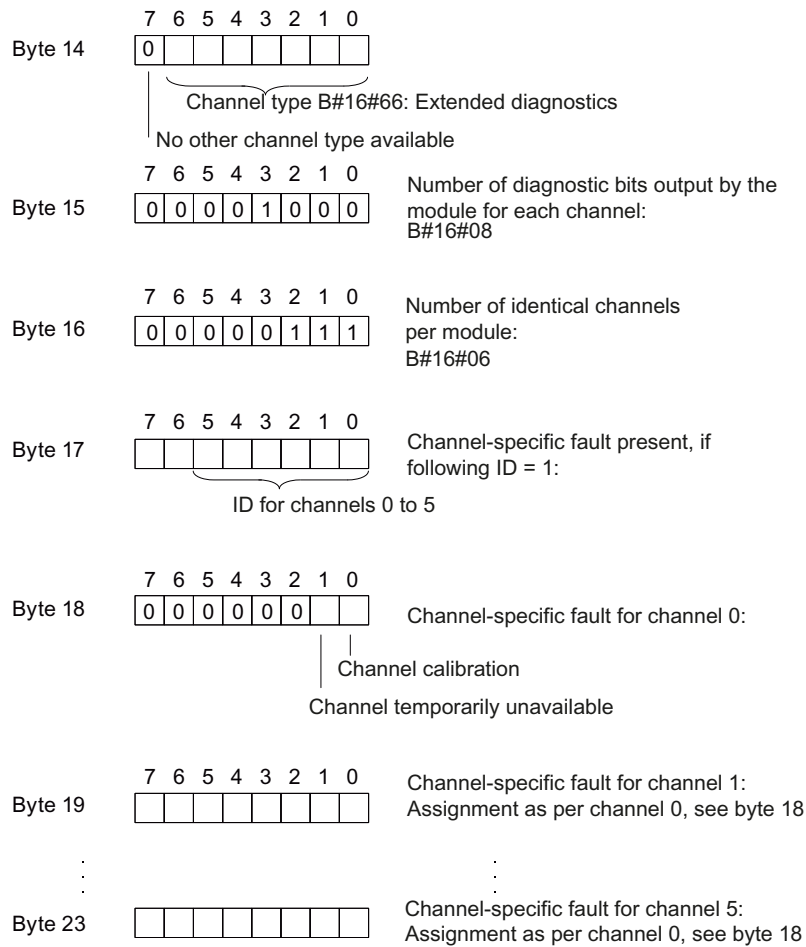 7 6 5 4 3 2 1 0
Byte 14
0
Channel type B#16#66: Extended diagnostics
No other channel type available
7 6 5 4 3 2 1 0
Byte 15
0 0 0 0 1 0 0 0
Number of diagnostic bits output by the
module for each channel:
B#16#08
7 6 5 4 3 2 1 0
Byte 16
0 0 0 0 0 1 1 1
Number of identical channels
per module:
B#16#06
7 6 5 4 3 2 1 0
Byte 17
Channel-specific fault present, if
following ID = 1:
ID for channels 0 to 5
7 6 5 4 3 2 1 0
Byte 18
0 0 0 0 0 0
Channel-specific fault for channel 0:
Channel calibration
Channel temporarily unavailable
7 6 5 4 3 2 1 0
Byte 19
Channel-specific fault for channel 1:
Assignment as per channel 0, see byte 18
Byte 23
Channel-specific fault for channel 5:
Assignment as per channel 0, see byte 18